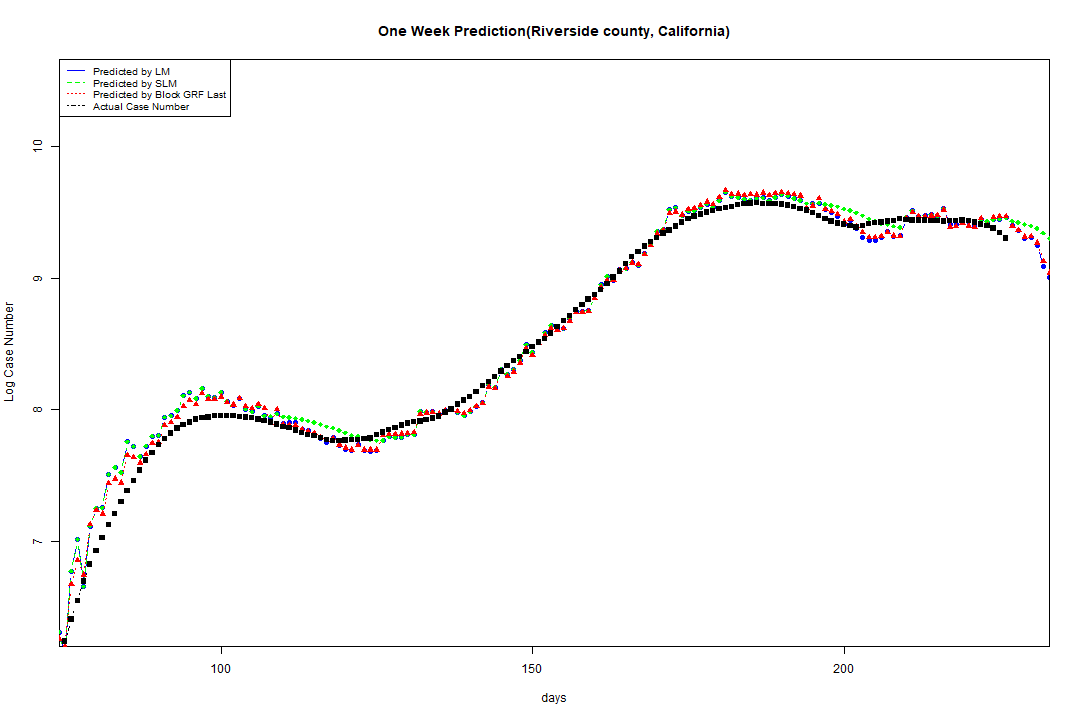 One Week Prediction(Riverside county, California)
Predicted by LM
Predicted by SLM
Predicted by Block GRF Last
Actual Case Number
10
9
8
7
Log Case Number
100 150 200
days